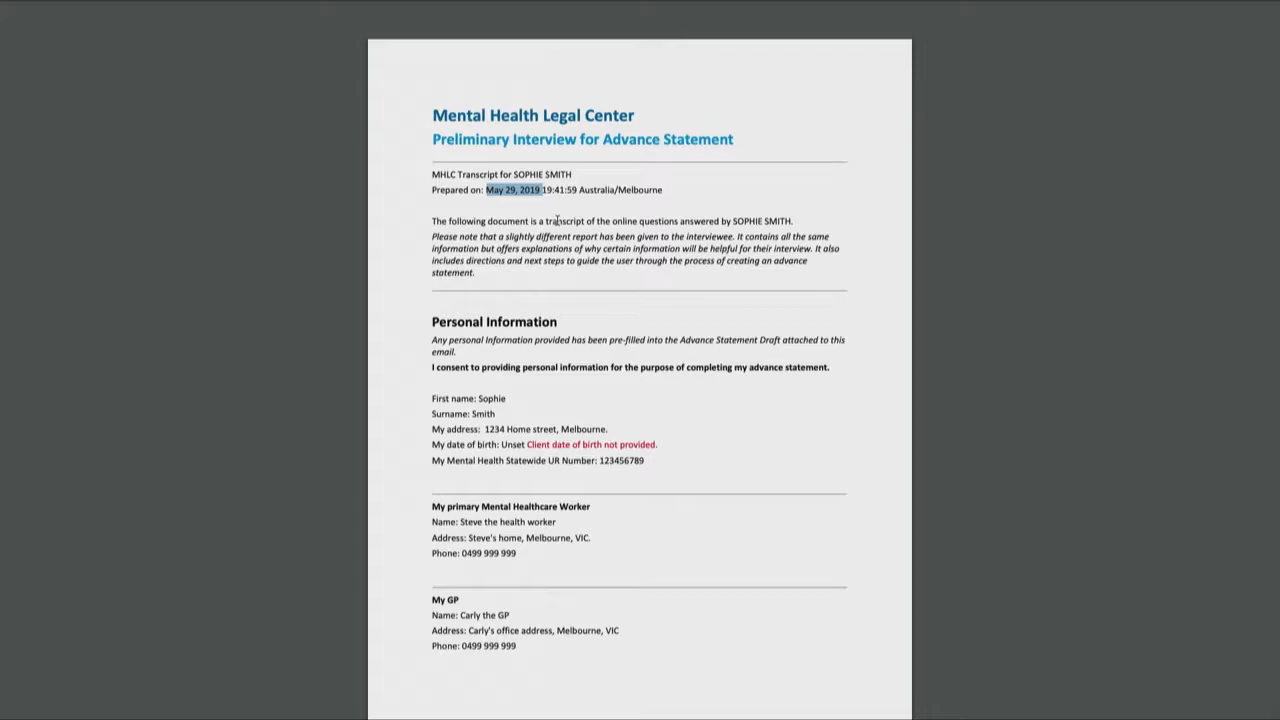 Mental Health Legal Center
Preliminary Interview for Advance Statement
MHLC Transcript for SOPHIE SMITH
Prepared on: May 29, 2019 19:41:59 Australia/Melbourne
The following document is a transcript of the online questions answered by SOPHIE SMITH.
Please note that a slightly different report has been given to the interviewee. It contains all the same
information but offers explanations of why certain information will be helpful for their interview. It also
includes directions and next steps to guide the user through the process of creating an advance
statement.
Personal Information
Any personal information provided has been pre-filled into the Advance Statement Draft attached to this
email.
I consent to providing personal information for the purpose of completing my advance statement.
First name: Sophie
Surname: Smith
My address: 1234 Home street, Melbourne.
My date of birth: Unset Client date of birth not provided.
My Mental Health Statewide UR Number: 123456789
My primary Mental Healthcare Worker
Name: Steve the health worker
Address: Steve's home, Melbourne, VIC.
Phone: 0499 999 999
My GP
Name: Carly the GP
Address: Carly's office address, Melbourne, VIC
Phone: 0499 999 999